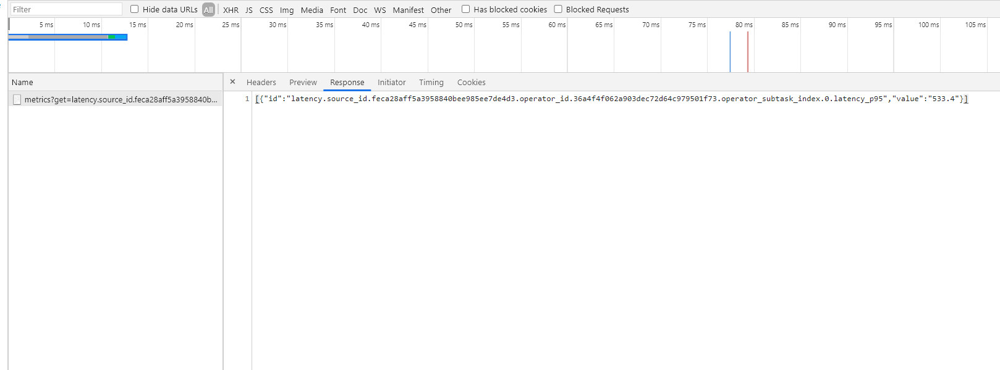 Filter Hide data URLs All XHR JS CSS Img Media Font Doc WS Manifest Other Has blocked cookies Blocked Requests
5 ms 10 ms 15 ms 20 ms 25 ms 30 ms 35 ms 40 ms 45 ms 50 ms 55 ms 60 ms 65 ms 70 ms 75 ms 80 ms 85 ms 90 ms 95 ms 100 ms 105 ms
Name × Headers Preview Response Initiator Timing Cookies
metrics?get=latency.source_id.feca28aff5a3958840b... 1 [{"id":"latency.source_id.feca28aff5a3958840bee985ee7de4d3.operator_id.36a4f4f062a903dec72d64c979501f73.operator_subtask_index.0.latency_p95","value":"533.4"}]